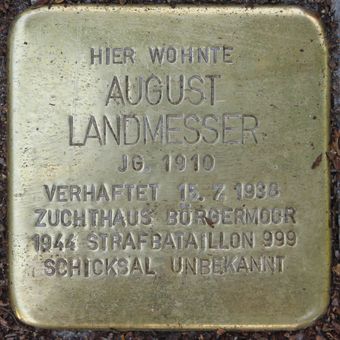 HIER WOHNTE
AUGUST
LANDMESSER
JG. 1910
VERHAFTET 15. 7. 1938
ZUCHTHAUS BÖRGERMOOR
1944 STRAFBATAILLON 999
SCHICKSAL UNBEKANNT